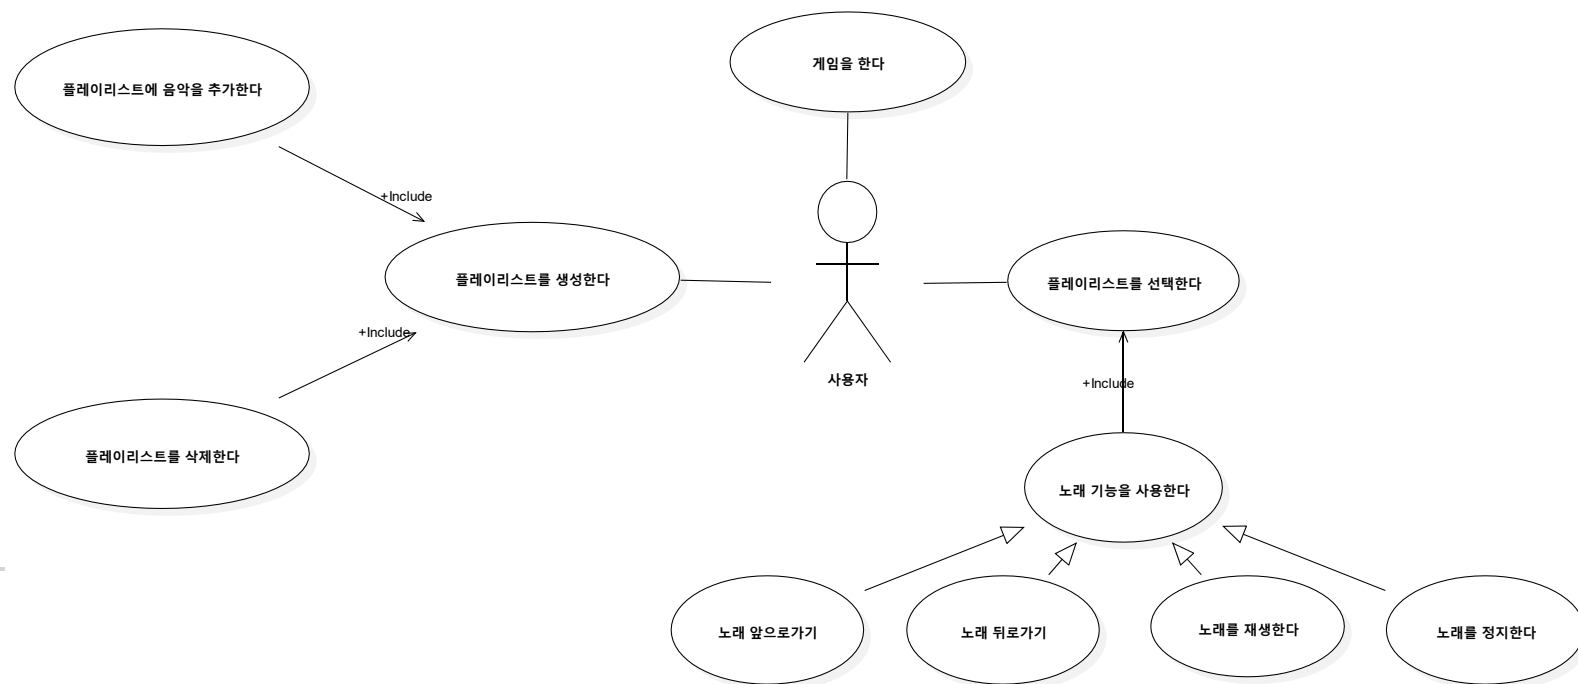 게임을 한다
플레이리스트에 음악을 추가한다
+Include
플레이리스트를 생성한다
플레이리스트를 선택한다
+Include
사용자
+Include
플레이리스트를 삭제한다
노래 기능을 사용한다
노래 앞으로가기
노래 뒤로가기
노래를 재생한다
노래를 정지한다